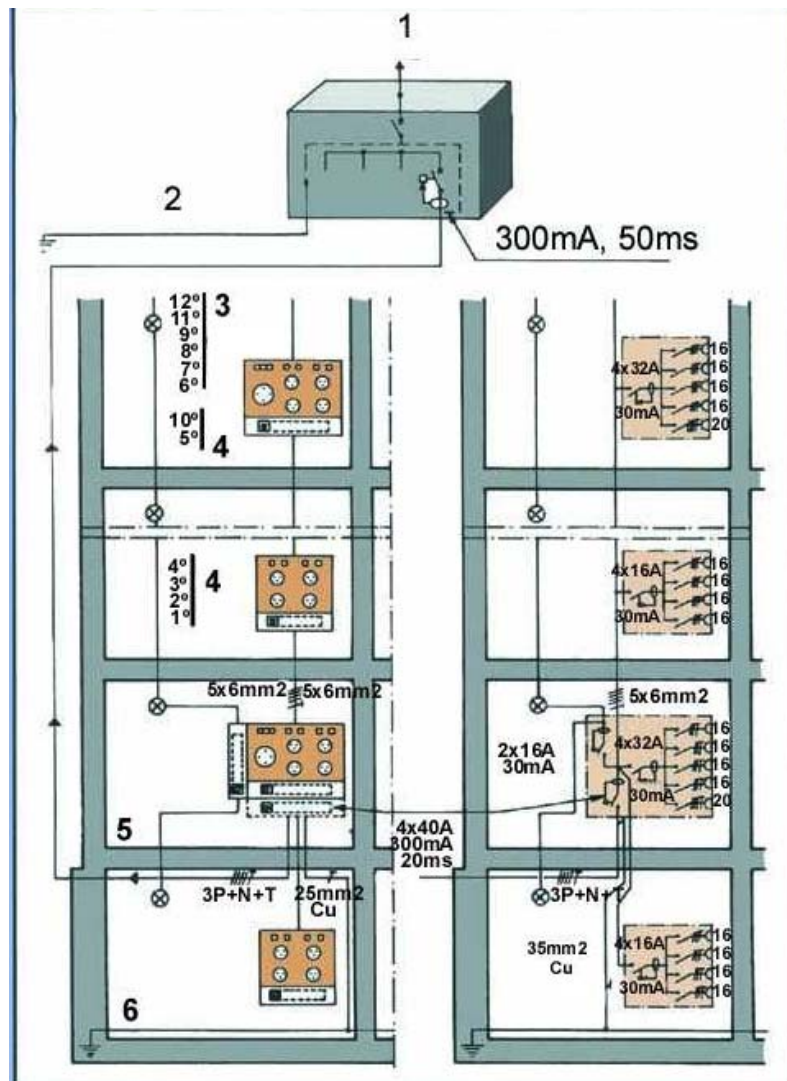 1
2
300mA, 50ms
12º
11º
9º
8º
7º
6º
3
10º
5º
4
4x32A
30mA
16
16
16
16
20
4º
3º
2º
1º
4
4x16A
30mA
16
16
16
16
5x6mm2
5x6mm2
5x6mm2
2x16A
30mA
4x32A
30mA
16
16
16
16
20
5
4x40A
300mA
20ms
3P+N+T
25mm2
Cu
3P+N+T
35mm2
Cu
4x16A
30mA
16
16
16
16
6